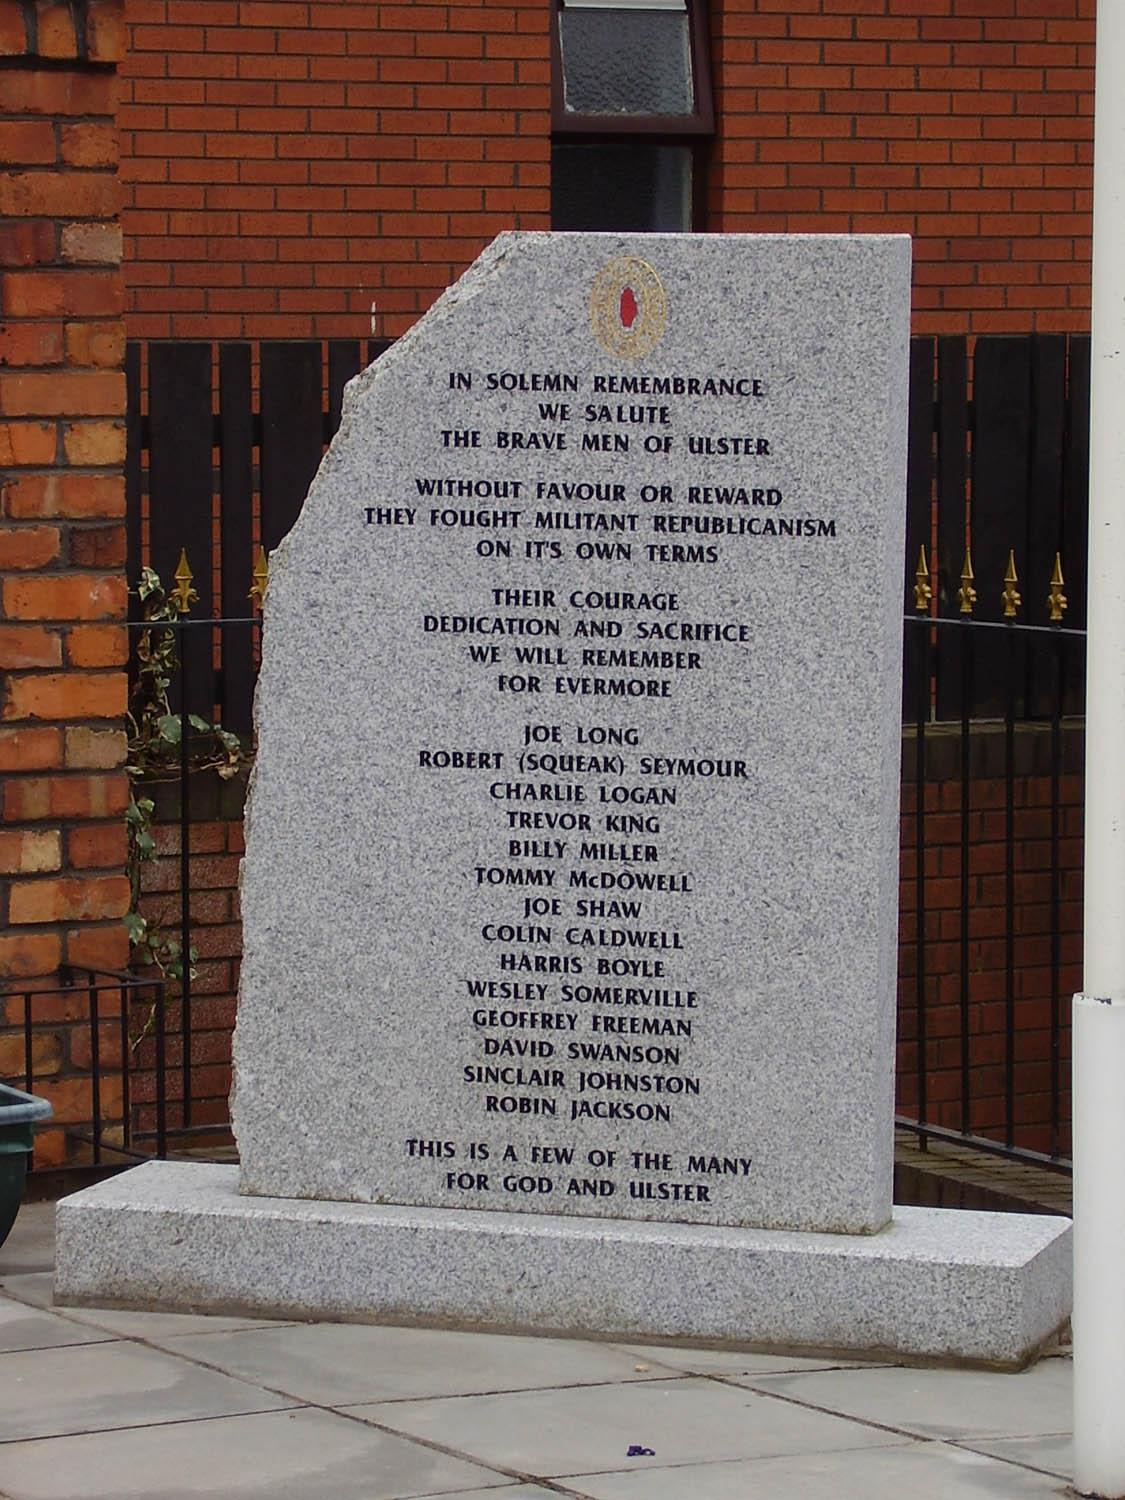 IN SOLEMN REMEMBRANCE
WE SALUTE
THE BRAVE MEN OF ULSTER
WITHOUT FAVOUR OR REWARD
THEY FOUGHT MILITANT REPUBLICANISM
ON IT'S OWN TERMS
THEIR COURAGE
DEDICATION AND SACRIFICE
WE WILL REMEMBER
FOR EVERMORE
JOE LONG
ROBERT (SQUEAK) SEYMOUR
CHARLIE LOGAN
TREVOR KING
BILLY MILLER
TOMMY McDOWELL
JOE SHAW
COLIN CALDWELL
HARRIS BOYLE
WESLEY SOMERVILLE
GEOFFREY FREEMAN
DAVID SWANSON
SINCLAIR JOHNSTON
ROBIN JACKSON
THIS IS A FEW OF THE MANY
FOR GOD AND ULSTER